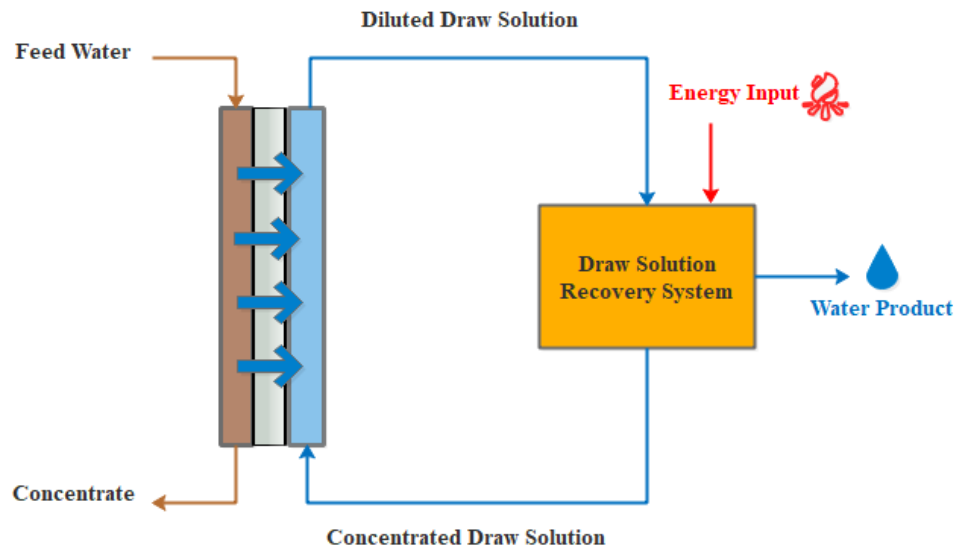 Diluted Draw Solution
Feed Water
Energy Input
Draw Solution
Recovery System
Water Product
Concentrate
Concentrated Draw Solution